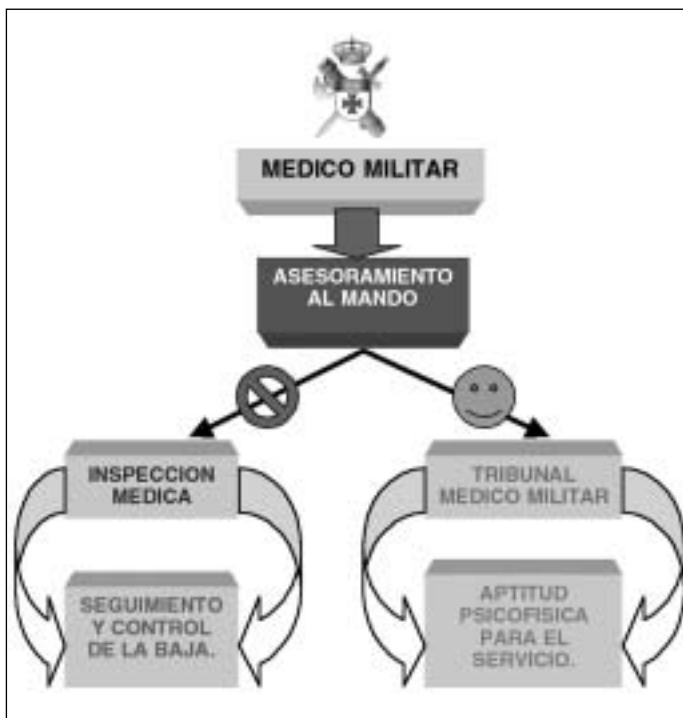 MEDICO MILITAR
ASESORAMIENTO
AL MANDO
INSPECCION
MEDICA
TRIBUNAL
MEDICO MILITAR
SEGUIMIENTO
Y CONTROL
DE LA BAJA.
APTITUD
PSICOFISICA
PARA EL
SERVICIO.